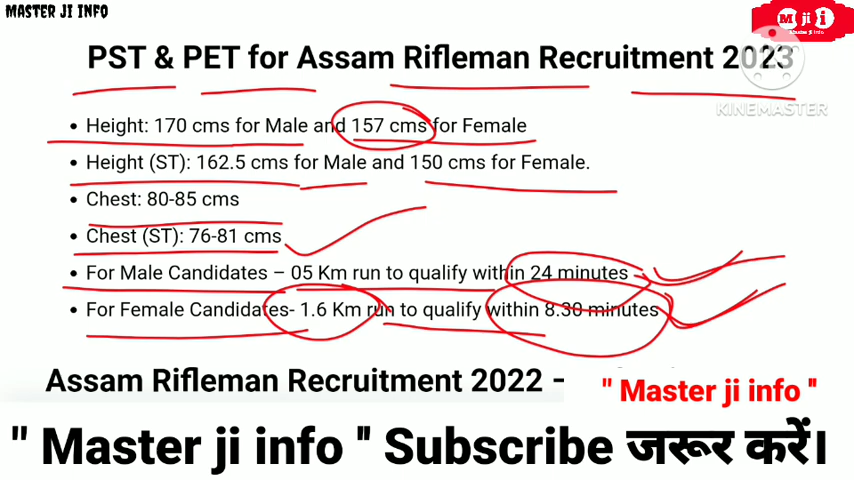 MASTER JI INFO
M ji i
PST & PET for Assam Rifleman Recruitment 2023
KINEMASTER
• Height: 170 cms for Male and 157 cms for Female
• Height (ST): 162.5 cms for Male and 150 cms for Female.
• Chest: 80-85 cms
• Chest (ST): 76-81 cms
• For Male Candidates – 05 Km run to qualify within 24 minutes
• For Female Candidates- 1.6 Km run to qualify within 8.30 minutes
Assam Rifleman Recruitment 2022 –
" Master ji info "
" Master ji info " Subscribe जरूर करें।